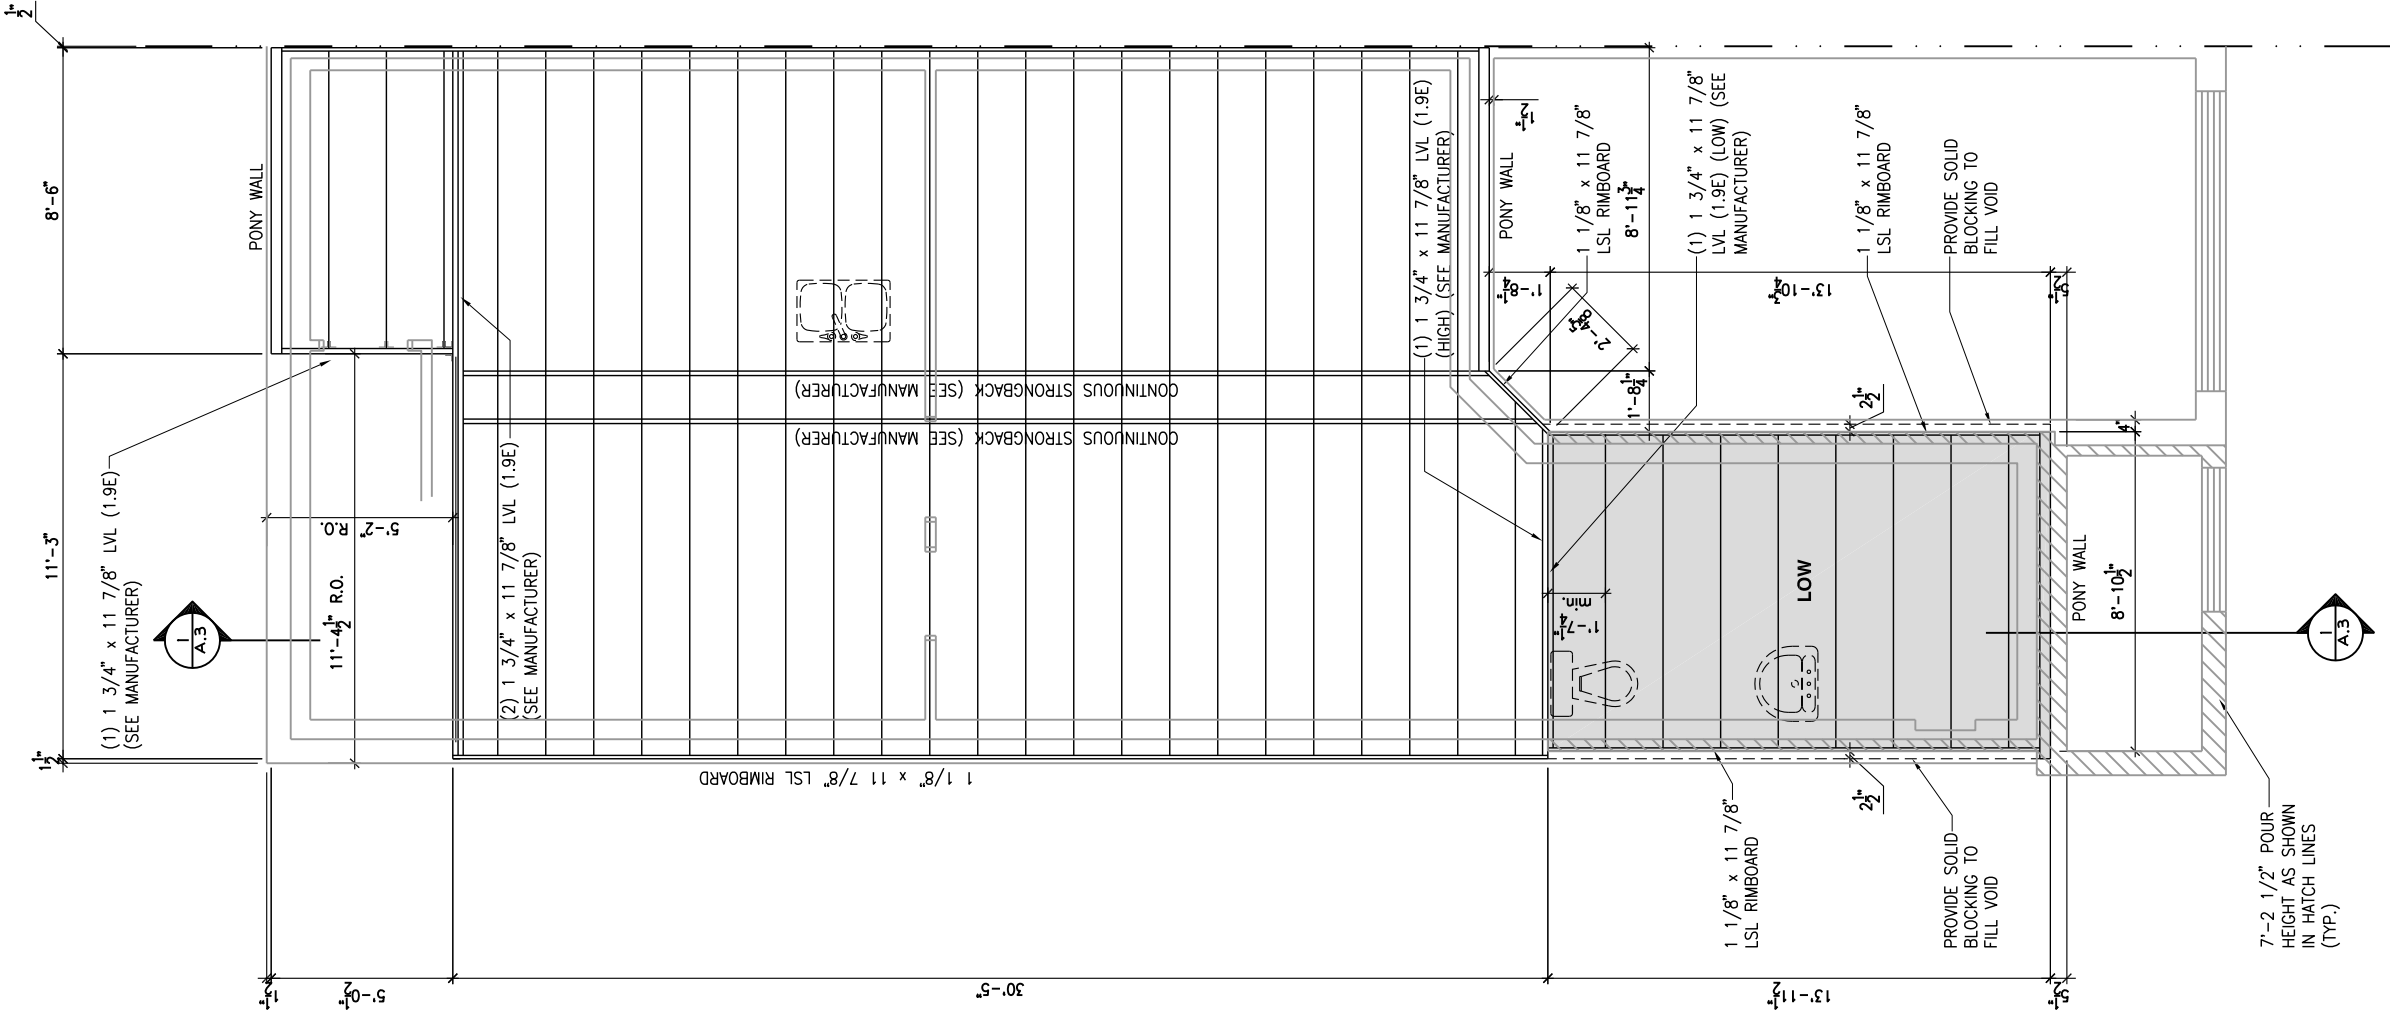 1 1/2"
8'-6"
11'-3"
1 1/2"
(1) 1 3/4" x 11 7/8" LVL (1.9E)
(SEE MANUFACTURER)
1
A.3
PONY WALL
11'-4 1/2" R.O.
5'-2" R.O.
(2) 1 3/4" x 11 7/8" LVL (1.9E)
(SEE MANUFACTURER)
CONTINUOUS STRONGBACK (SEE MANUFACTURER)
CONTINUOUS STRONGBACK (SEE MANUFACTURER)
1 1/8" x 11 7/8" LSL RIMBOARD
(1) 1 3/4" x 11 7/8" LVL (1.9E)
(HIGH) (SEE MANUFACTURER)
1 1/2"
PONY WALL
1 1/8" x 11 7/8"
LSL RIMBOARD
8'-11 3/4"
(1) 1 3/4" x 11 7/8"
LVL (1.9E) (LOW) (SEE
MANUFACTURER)
1 1/8" x 11 7/8"
LSL RIMBOARD
PROVIDE SOLID
BLOCKING TO
FILL VOID
1'-8 1/4"
13'-10 3/4"
5 1/2"
2'-4 5/8"
1'-8 1/4"
2 1/2"
4"
1'-7 1/4"
min.
LOW
PONY WALL
8'-10 1/2"
1
A.3
2 1/2"
1 1/8" x 11 7/8"
LSL RIMBOARD
PROVIDE SOLID
BLOCKING TO
FILL VOID
7'-2 1/2" POUR
HEIGHT AS SHOWN
IN HATCH LINES
(TYP.)
1 1/2"
5'-0 1/2"
30'-5"
13'-11 1/2"
5 1/2"